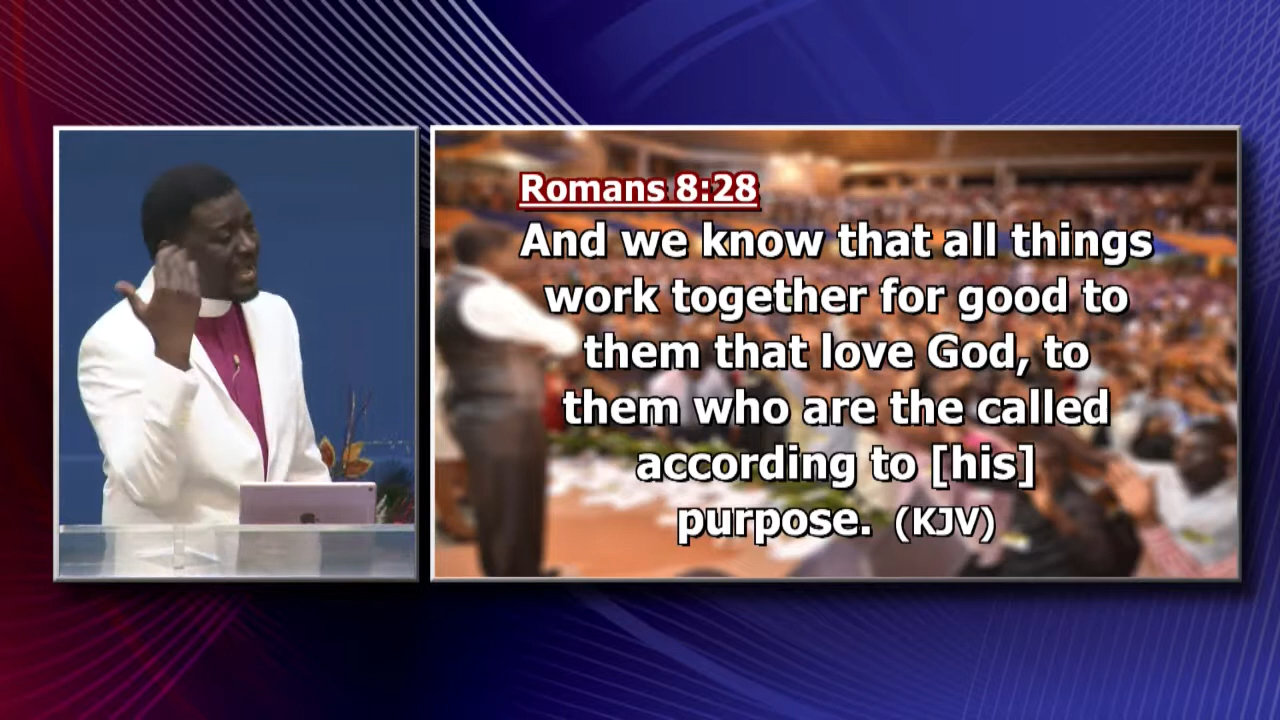 Romans 8:28
And we know that all things
work together for good to
them that love God, to
them who are the called
according to [his]
purpose. (KJV)